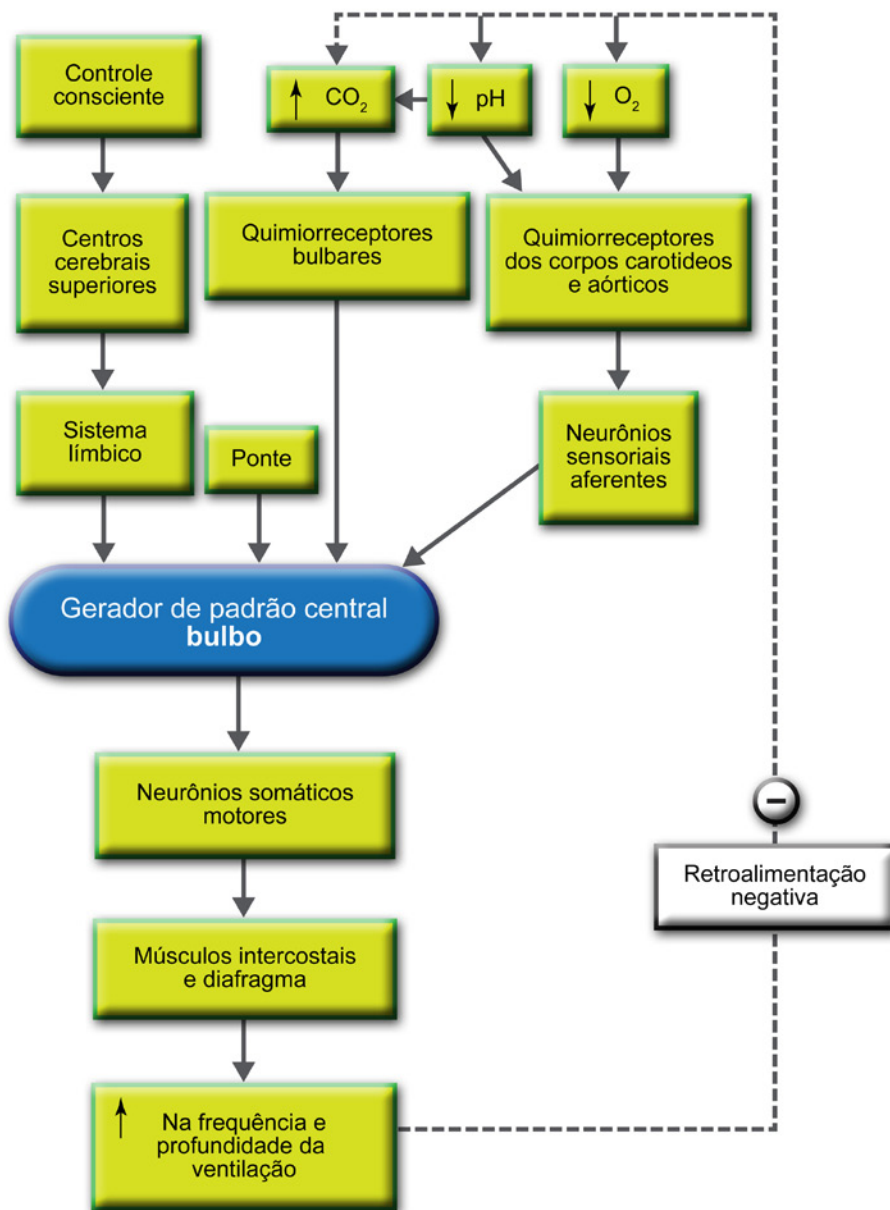 Controle
consciente
↑ CO₂
↓ pH
↓ O₂
Centros
cerebrais
superiores
Quimiorreceptores
bulbares
Quimiorreceptores
dos corpos carotideos
e aórticos
Sistema
límbico
Ponte
Neurônios
sensoriais
aferentes
Gerador de padrão central
bulbo
Neurônios somáticos
motores
−
Retroalimentação
negativa
Músculos intercostais
e diafragma
↑ Na frequência e
profundidade da
ventilação